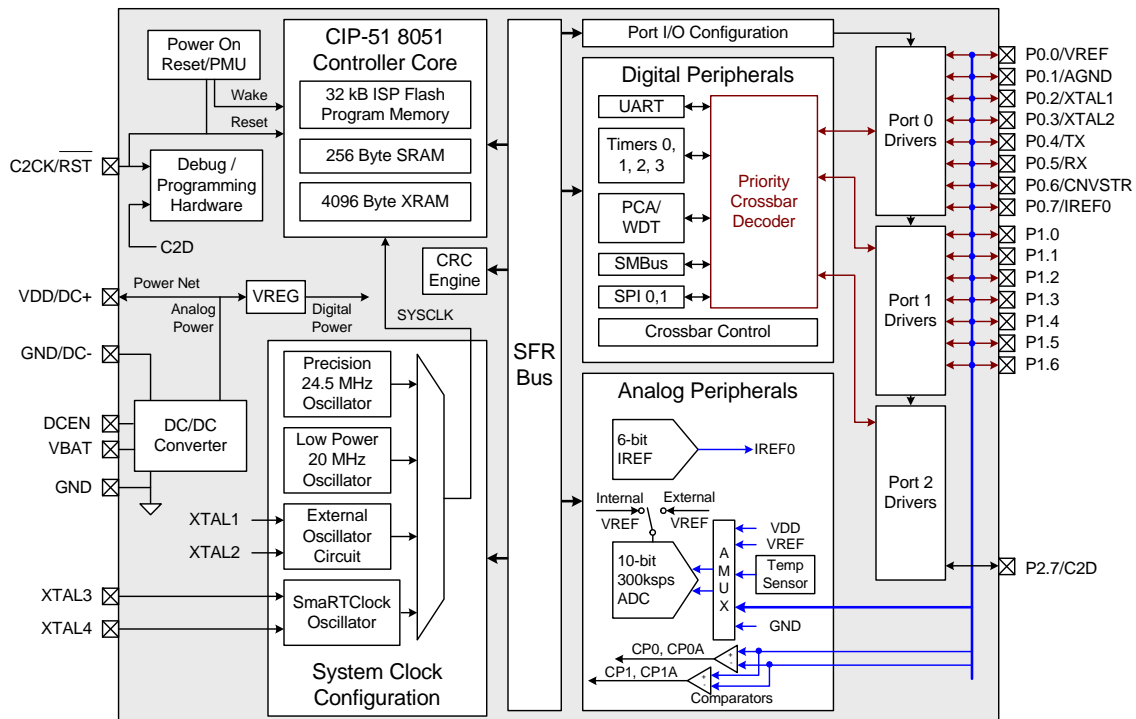 Power On
Reset/PMU
Wake
Reset
C2CK/RST
Debug /
Programming
Hardware
C2D
VDD/DC+
Power Net
Analog
Power
VREG
Digital
Power
GND/DC-
DCEN
VBAT
DC/DC
Converter
GND
XTAL1
XTAL2
XTAL3
XTAL4
CIP-51 8051
Controller Core
32 kB ISP Flash
Program Memory
256 Byte SRAM
4096 Byte XRAM
CRC
Engine
SYSCLK
Precision
24.5 MHz
Oscillator
Low Power
20 MHz
Oscillator
External
Oscillator
Circuit
SmaRTClock
Oscillator
System Clock
Configuration
SFR
Bus
Port I/O Configuration
Digital Peripherals
UART
Timers 0,
1, 2, 3
PCA/
WDT
SMBus
SPI 0,1
Priority
Crossbar
Decoder
Crossbar Control
Analog Peripherals
6-bit
IREF
IREF0
Internal
VREF
External
VREF
10-bit
300ksps
ADC
A
M
U
X
VDD
VREF
Temp
Sensor
GND
CP0, CP0A
+
-
CP1, CP1A
+
-
Comparators
Port 0
Drivers
Port 1
Drivers
Port 2
Drivers
P0.0/VREF
P0.1/AGND
P0.2/XTAL1
P0.3/XTAL2
P0.4/TX
P0.5/RX
P0.6/CNVSTR
P0.7/IREF0
P1.0
P1.1
P1.2
P1.3
P1.4
P1.5
P1.6
P2.7/C2D